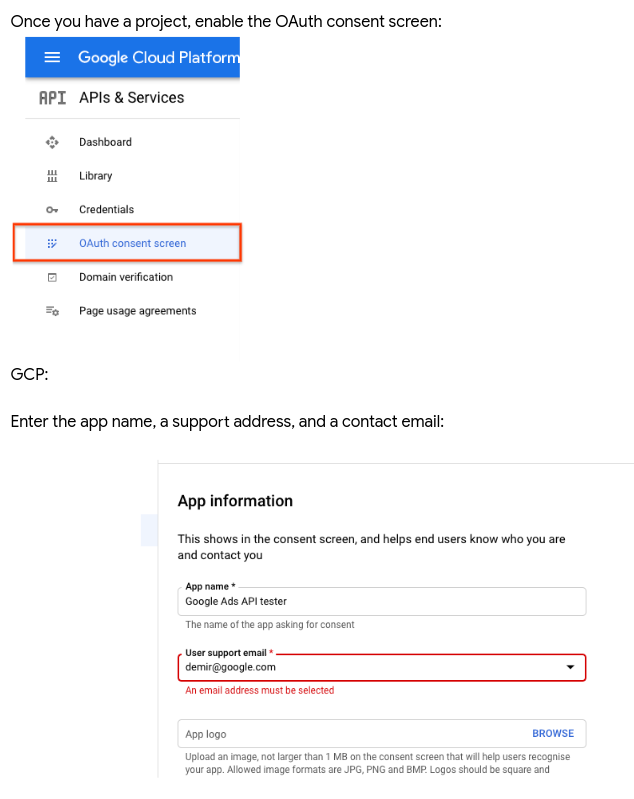 Once you have a project, enable the OAuth consent screen:
Google Cloud Platform
API APIs & Services
Dashboard
Library
Credentials
OAuth consent screen
Domain verification
Page usage agreements
GCP:
Enter the app name, a support address, and a contact email:
App information
This shows in the consent screen, and helps end users know who you are
and contact you
App name *
Google Ads API tester
The name of the app asking for consent
User support email *
demir@google.com
An email address must be selected
App logo BROWSE
Upload an image, not larger than 1 MB on the consent screen that will help users recognise
your app. Allowed image formats are JPG, PNG and BMP. Logos should be square and